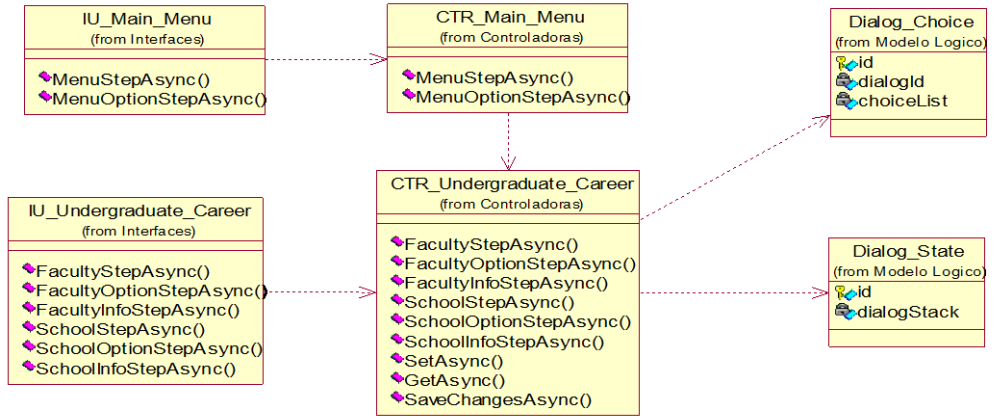 IU_Main_Menu
(from Interfaces)
MenuStepAsync()
MenuOptionStepAsync()
CTR_Main_Menu
(from Controladoras)
MenuStepAsync()
MenuOptionStepAsync()
Dialog_Choice
(from Modelo Logico)
id
dialogId
choiceList
IU_Undergraduate_Career
(from Interfaces)
FacultyStepAsync()
FacultyOptionStepAsync()
FacultyInfoStepAsync()
SchoolStepAsync()
SchoolOptionStepAsync()
SchoolInfoStepAsync()
CTR_Undergraduate_Career
(from Controladoras)
FacultyStepAsync()
FacultyOptionStepAsync()
FacultyInfoStepAsync()
SchoolStepAsync()
SchoolOptionStepAsync()
SchoolInfoStepAsync()
SetAsync()
GetAsync()
SaveChangesAsync()
Dialog_State
(from Modelo Logico)
id
dialogStack